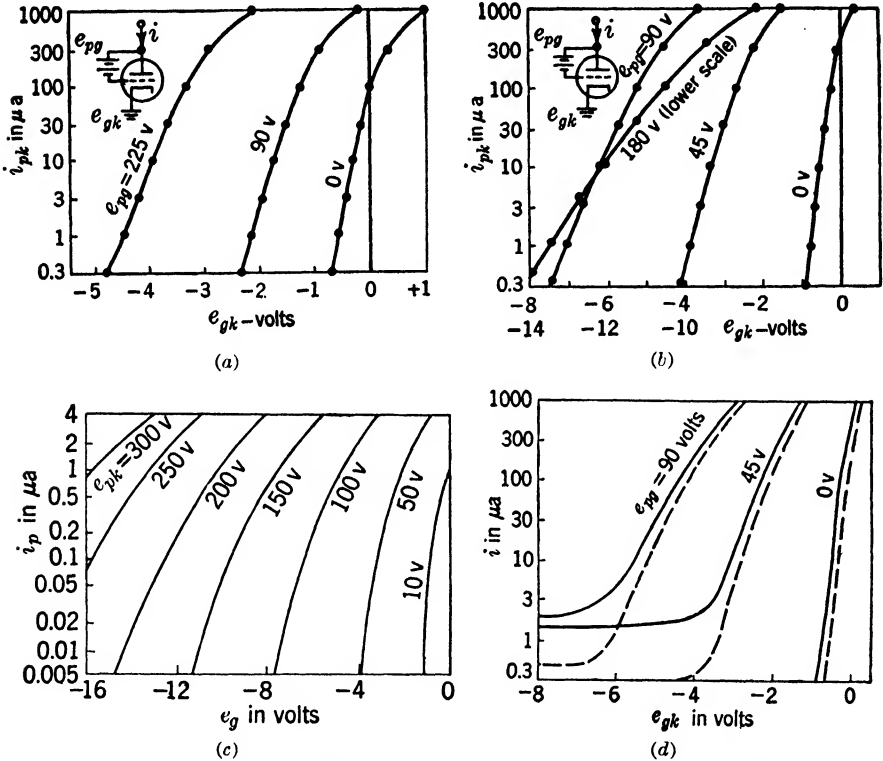 1000
300
100
30
10
3
1
0.3
i_pk in μa
e_pg
i
e_gk
e_pg=225 v
90 v
0 v
-5 -4 -3 -2 -1 0 +1
e_gk-volts
(a)
1000
300
100
30
10
3
1
0.3
i_pk in μa
e_pg
i
e_gk
e_pg=90 v
180 v (lower scale)
45 v
0 v
-8 -6 -4 -2 0
-14 -12 -10 e_gk-volts
(b)
4
2
1
0.5
0.2
0.1
0.05
0.02
0.01
0.005
i_p in μa
e_pk=300 v
250 v
200 v
150 v
100 v
50 v
10 v
-16 -12 -8 -4 0
e_g in volts
(c)
1000
300
100
30
10
3
1
0.3
i in μa
e_pg = 90 volts
45 v
0 v
-8 -6 -4 -2 0
e_gk in volts
(d)